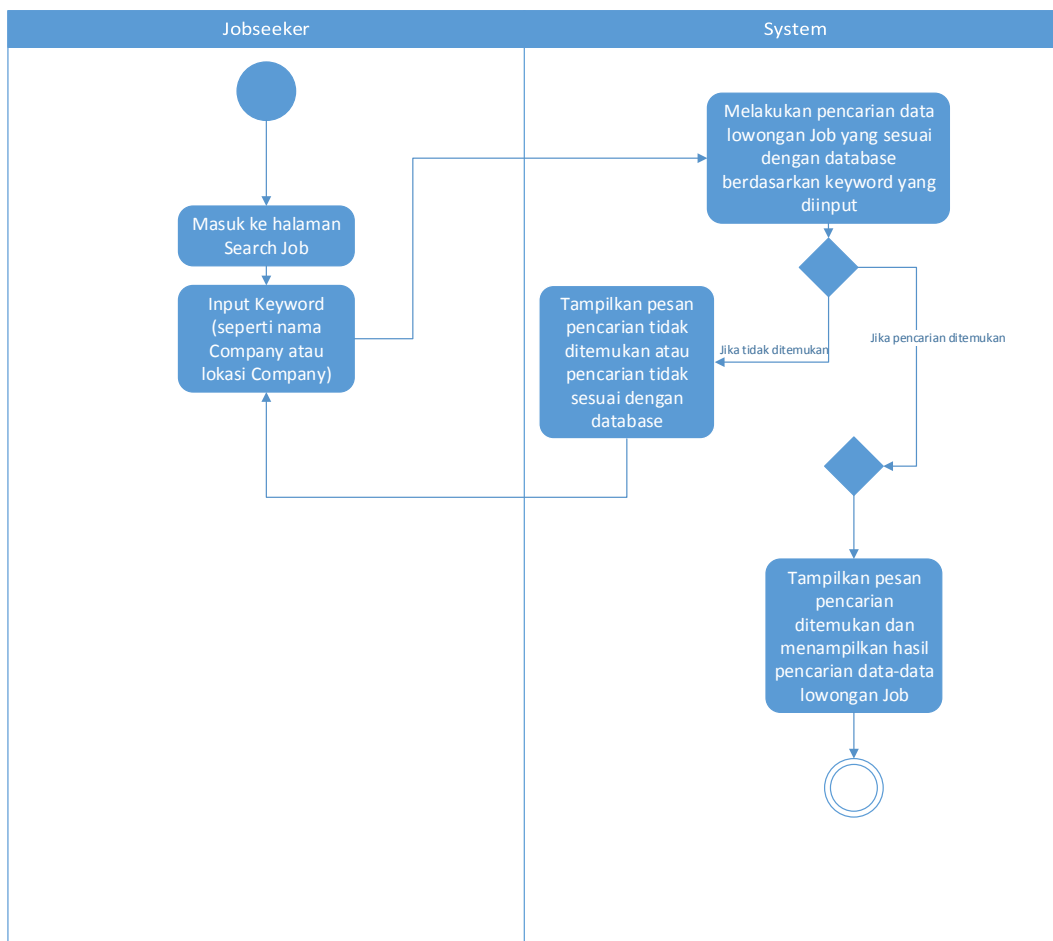 Jobseeker
System
Masuk ke halaman
Search Job
Input Keyword
(seperti nama
Company atau
lokasi Company)
Melakukan pencarian data
lowongan Job yang sesuai
dengan database
berdasarkan keyword yang
diinput
Tampilkan pesan
pencarian tidak
ditemukan atau
pencarian tidak
sesuai dengan
database
Jika tidak ditemukan
Jika pencarian ditemukan
Tampilkan pesan
pencarian
ditemukan dan
menampilkan hasil
pencarian data-data
lowongan Job